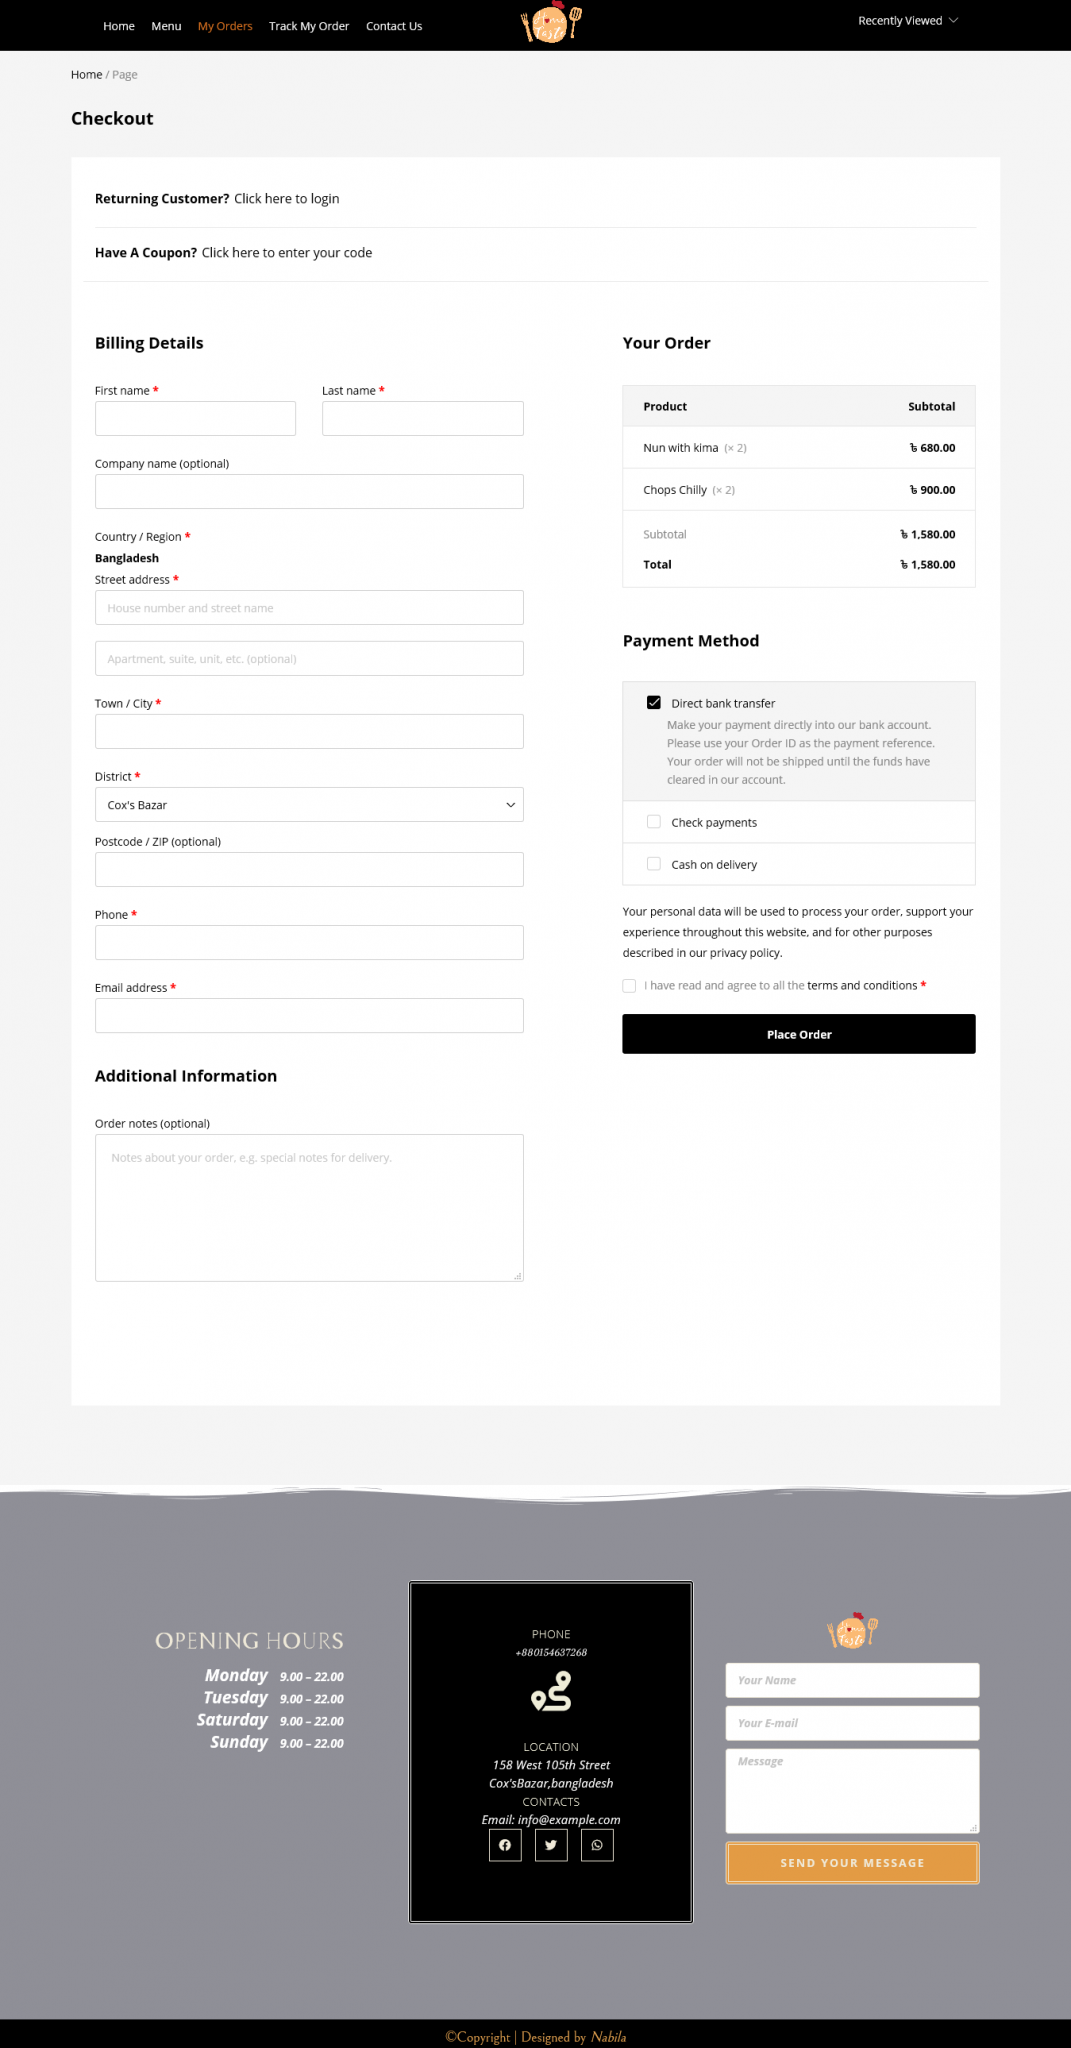 Home Menu My Orders Track My Order Contact Us
Home Taste
Recently Viewed
Home / Page
Checkout
Returning Customer? Click here to login
Have A Coupon? Click here to enter your code
Billing Details
First name * Last name *
Company name (optional)
Country / Region *
Bangladesh
Street address *
House number and street name
Apartment, suite, unit, etc. (optional)
Town / City *
District *
Cox's Bazar
Postcode / ZIP (optional)
Phone *
Email address *
Additional Information
Order notes (optional)
Notes about your order, e.g. special notes for delivery.
Your Order
Product Subtotal
Nun with kima (× 2) ৳ 680.00
Chops Chilly (× 2) ৳ 900.00
Subtotal ৳ 1,580.00
Total ৳ 1,580.00
Payment Method
Direct bank transfer
Make your payment directly into our bank account.
Please use your Order ID as the payment reference.
Your order will not be shipped until the funds have
cleared in our account.
Check payments
Cash on delivery
Your personal data will be used to process your order, support your
experience throughout this website, and for other purposes
described in our privacy policy.
I have read and agree to all the terms and conditions *
Place Order
OPENING HOURS
Monday 9.00 – 22.00
Tuesday 9.00 – 22.00
Saturday 9.00 – 22.00
Sunday 9.00 – 22.00
PHONE
+880154637268
LOCATION
158 West 105th Street
Cox'sBazar,bangladesh
CONTACTS
Email: info@example.com
Home Taste
Your Name
Your E-mail
Message
SEND YOUR MESSAGE
©Copyright | Designed by Nabila